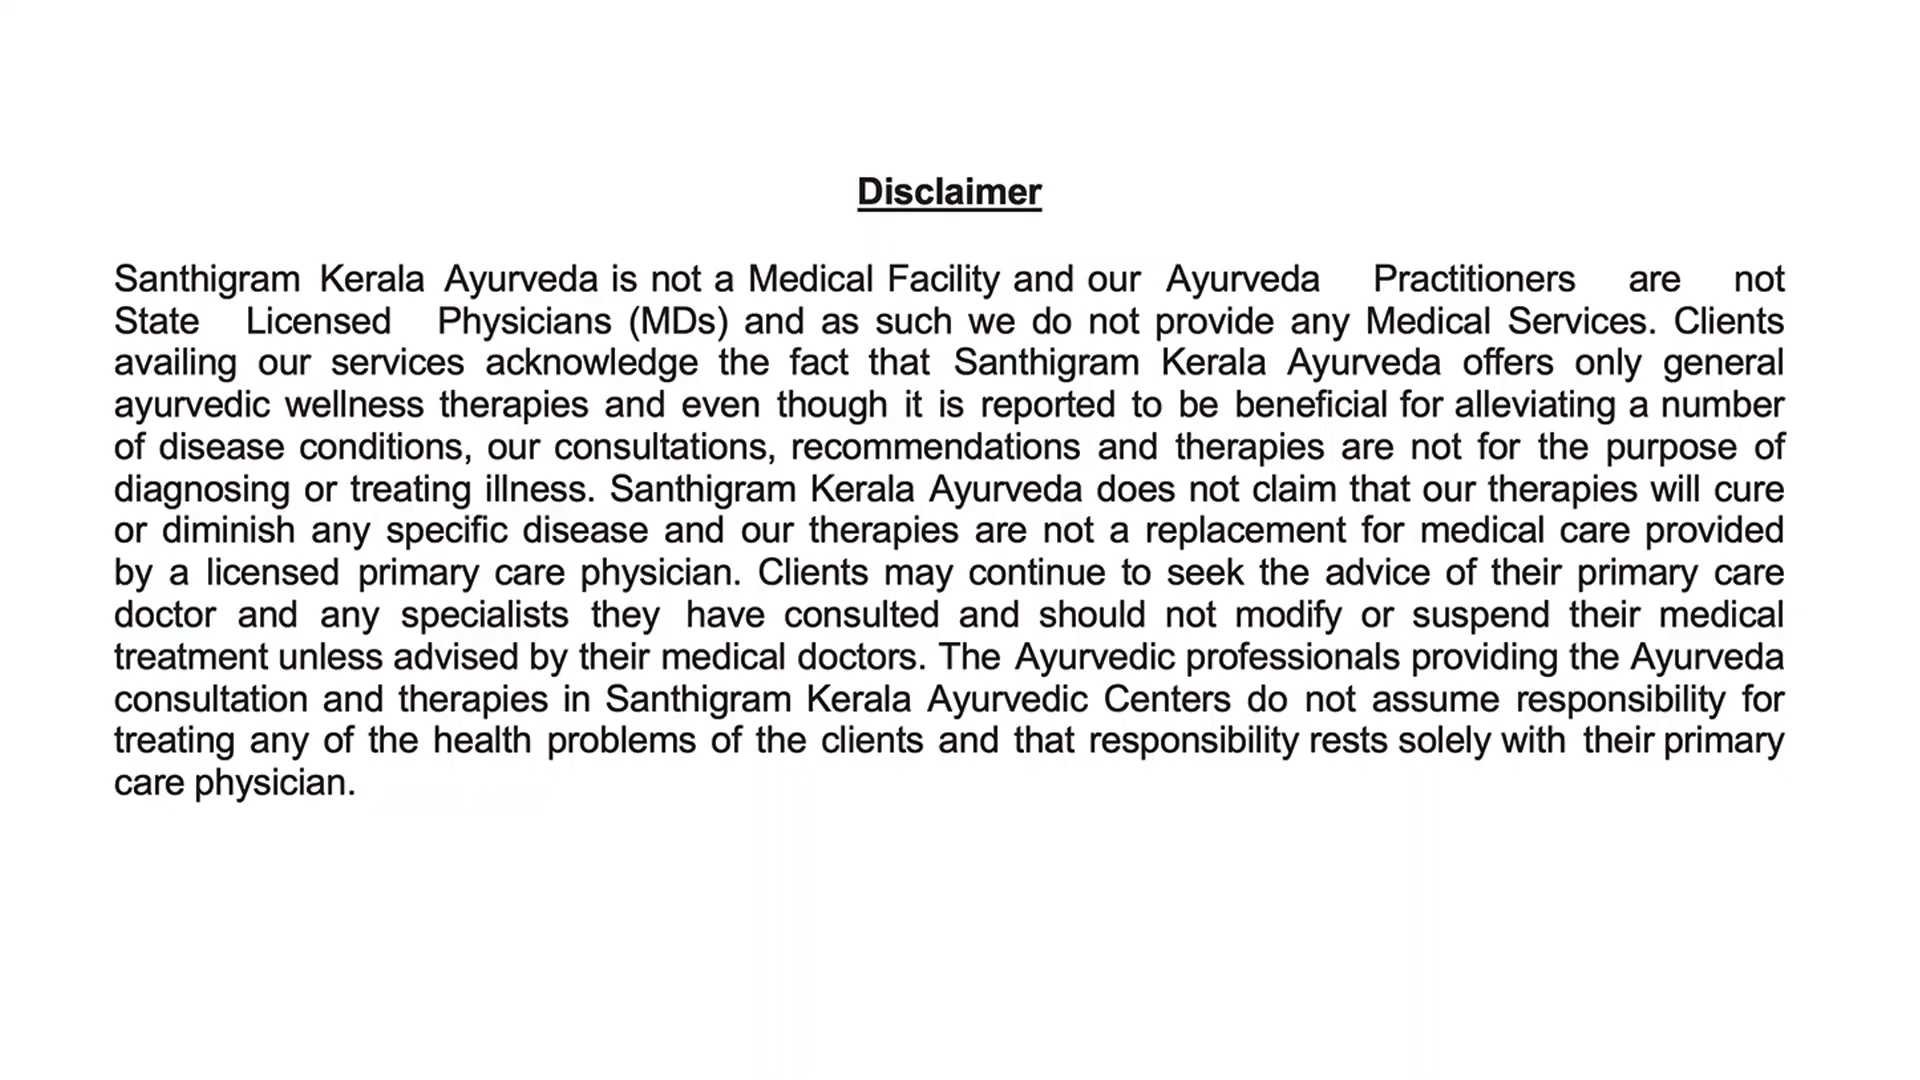 Disclaimer
Santhigram Kerala Ayurveda is not a Medical Facility and our Ayurveda Practitioners are not
State Licensed Physicians (MDs) and as such we do not provide any Medical Services. Clients
availing our services acknowledge the fact that Santhigram Kerala Ayurveda offers only general
ayurvedic wellness therapies and even though it is reported to be beneficial for alleviating a number
of disease conditions, our consultations, recommendations and therapies are not for the purpose of
diagnosing or treating illness. Santhigram Kerala Ayurveda does not claim that our therapies will cure
or diminish any specific disease and our therapies are not a replacement for medical care provided
by a licensed primary care physician. Clients may continue to seek the advice of their primary care
doctor and any specialists they have consulted and should not modify or suspend their medical
treatment unless advised by their medical doctors. The Ayurvedic professionals providing the Ayurveda
consultation and therapies in Santhigram Kerala Ayurvedic Centers do not assume responsibility for
treating any of the health problems of the clients and that responsibility rests solely with their primary
care physician.